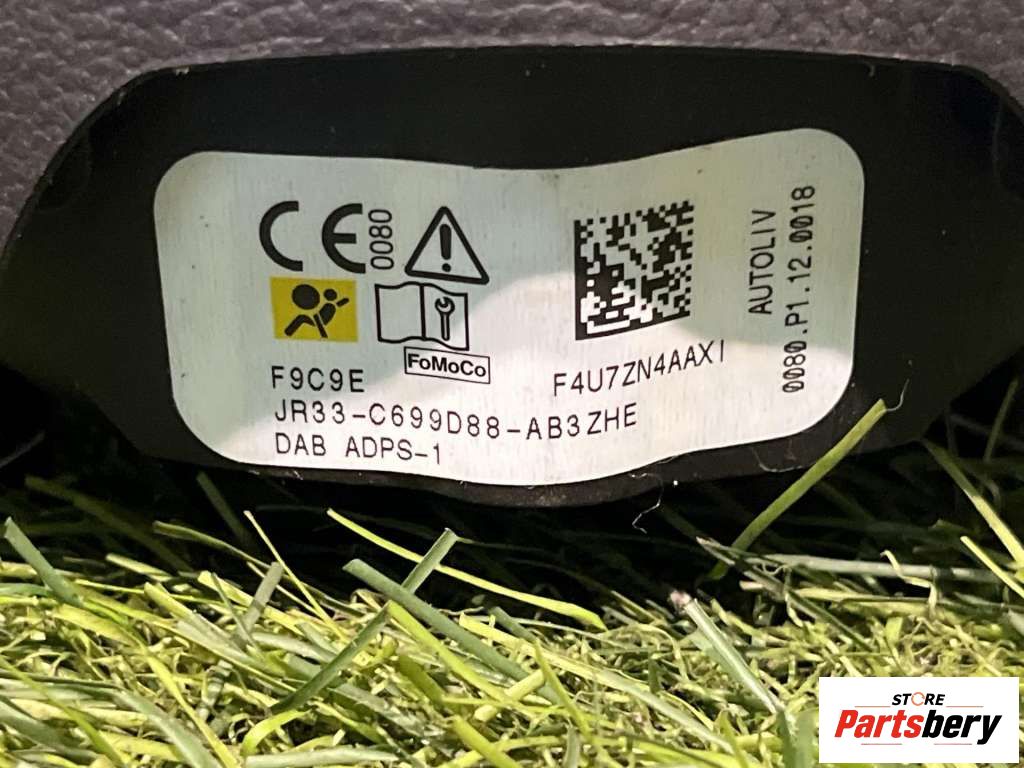 CE 0080
FoMoCo
F9C9E
JR33-C699D88-AB3ZHE
DAB ADPS-1
F4U7ZN4AAXI
AUTOLIV
0080.P1.12.0018
STORE
Partsbery